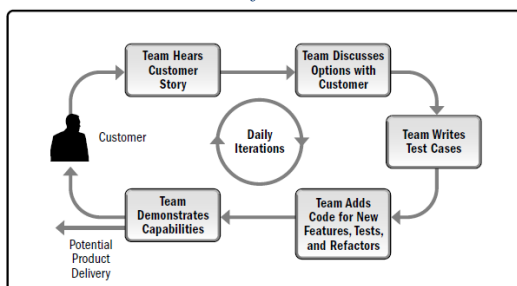 Team Hears
Customer
Story
Team Discusses
Options with
Customer
Customer
Daily
Iterations
Team Writes
Test Cases
Team
Demonstrates
Capabilities
Team Adds
Code for New
Features, Tests,
and Refactors
Potential
Product
Delivery